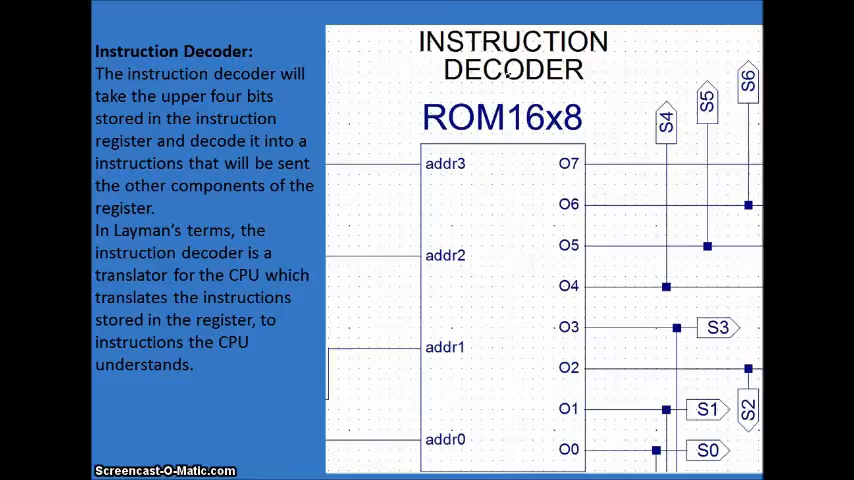 Instruction Decoder:
The instruction decoder will
take the upper four bits
stored in the instruction
register and decode it into a
instructions that will be sent
the other components of the
register.
In Layman's terms, the
instruction decoder is a
translator for the CPU which
translates the instructions
stored in the register, to
instructions the CPU
understands.
INSTRUCTION
DECODER
ROM16x8
addr3
addr2
addr1
addr0
O7
O6
O5
O4
O3
O2
O1
O0
S4
S5
S6
S3
S1
S2
S0
Screencast-O-Matic.com